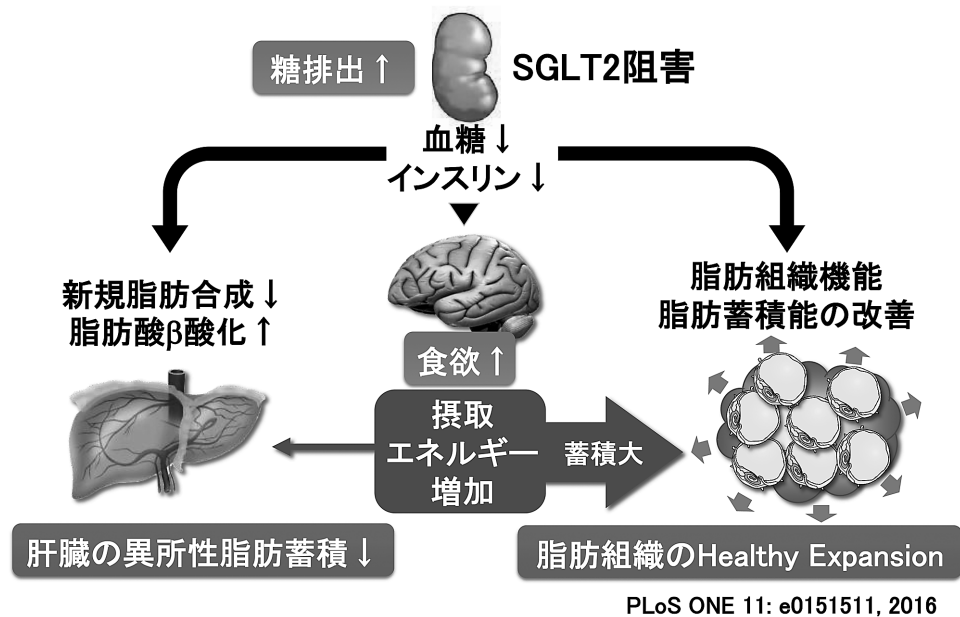 糖排出↑
SGLT2阻害
血糖↓
インスリン↓
新規脂肪合成↓
脂肪酸β酸化↑
脂肪組織機能
脂肪蓄積能の改善
食欲↑
摂取
エネルギー
増加
蓄積大
肝臓の異所性脂肪蓄積↓
脂肪組織のHealthy Expansion
PLoS ONE 11: e0151511, 2016